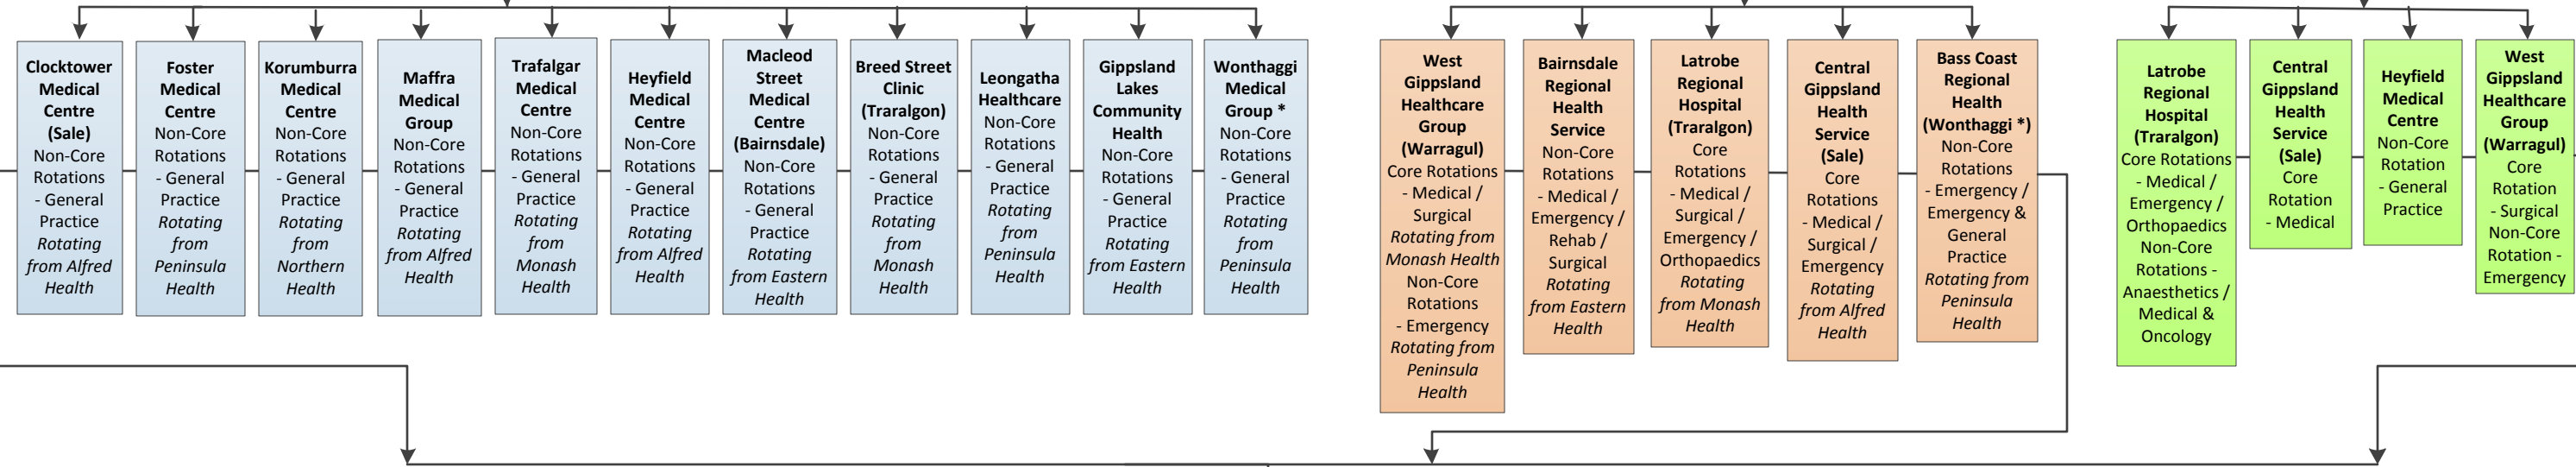 Clocktower
Medical
Centre
(Sale)
Non-Core
Rotations
- General
Practice
Rotating
from Alfred
Health
Foster
Medical
Centre
Non-Core
Rotations
- General
Practice
Rotating
from
Peninsula
Health
Korumburra
Medical
Centre
Non-Core
Rotations
- General
Practice
Rotating
from
Northern
Health
Maffra
Medical
Group
Non-Core
Rotations
- General
Practice
Rotating
from Alfred
Health
Trafalgar
Medical
Centre
Non-Core
Rotations
- General
Practice
Rotating
from
Monash
Health
Heyfield
Medical
Centre
Non-Core
Rotations
- General
Practice
Rotating
from Alfred
Health
Macleod
Street
Medical
Centre
(Bairnsdale)
Non-Core
Rotations
- General
Practice
Rotating
from Eastern
Health
Breed Street
Clinic
(Traralgon)
Non-Core
Rotations
- General
Practice
Rotating
from
Monash
Health
Leongatha
Healthcare
Non-Core
Rotations
- General
Practice
Rotating
from
Peninsula
Health
Gippsland
Lakes
Community
Health
Non-Core
Rotations
- General
Practice
Rotating
from Eastern
Health
Wonthaggi
Medical
Group *
Non-Core
Rotations
- General
Practice
Rotating
from
Peninsula
Health
West
Gippsland
Healthcare
Group
(Warragul)
Core Rotations
- Medical /
Surgical
Rotating from
Monash Health
Non-Core
Rotations
- Emergency
Rotating from
Peninsula
Health
Bairnsdale
Regional
Health
Service
Non-Core
Rotations
- Medical /
Emergency /
Rehab /
Surgical
Rotating
from Eastern
Health
Latrobe
Regional
Hospital
(Traralgon)
Core
Rotations
- Medical /
Surgical /
Emergency /
Orthopaedics
Rotating
from Monash
Health
Central
Gippsland
Health
Service
(Sale)
Core
Rotations
- Medical /
Surgical /
Emergency
Rotating
from Alfred
Health
Bass Coast
Regional
Health
(Wonthaggi *)
Non-Core
Rotations
- Emergency /
Emergency &
General
Practice
Rotating from
Peninsula
Health
Latrobe
Regional
Hospital
(Traralgon)
Core Rotations
- Medical /
Emergency /
Orthopaedics
Non-Core
Rotations -
Anaesthetics /
Medical &
Oncology
Central
Gippsland
Health
Service
(Sale)
Core
Rotation
- Medical
Heyfield
Medical
Centre
Non-Core
Rotation
- General
Practice
West
Gippsland
Healthcare
Group
(Warragul)
Core
Rotation
- Surgical
Non-Core
Rotation -
Emergency